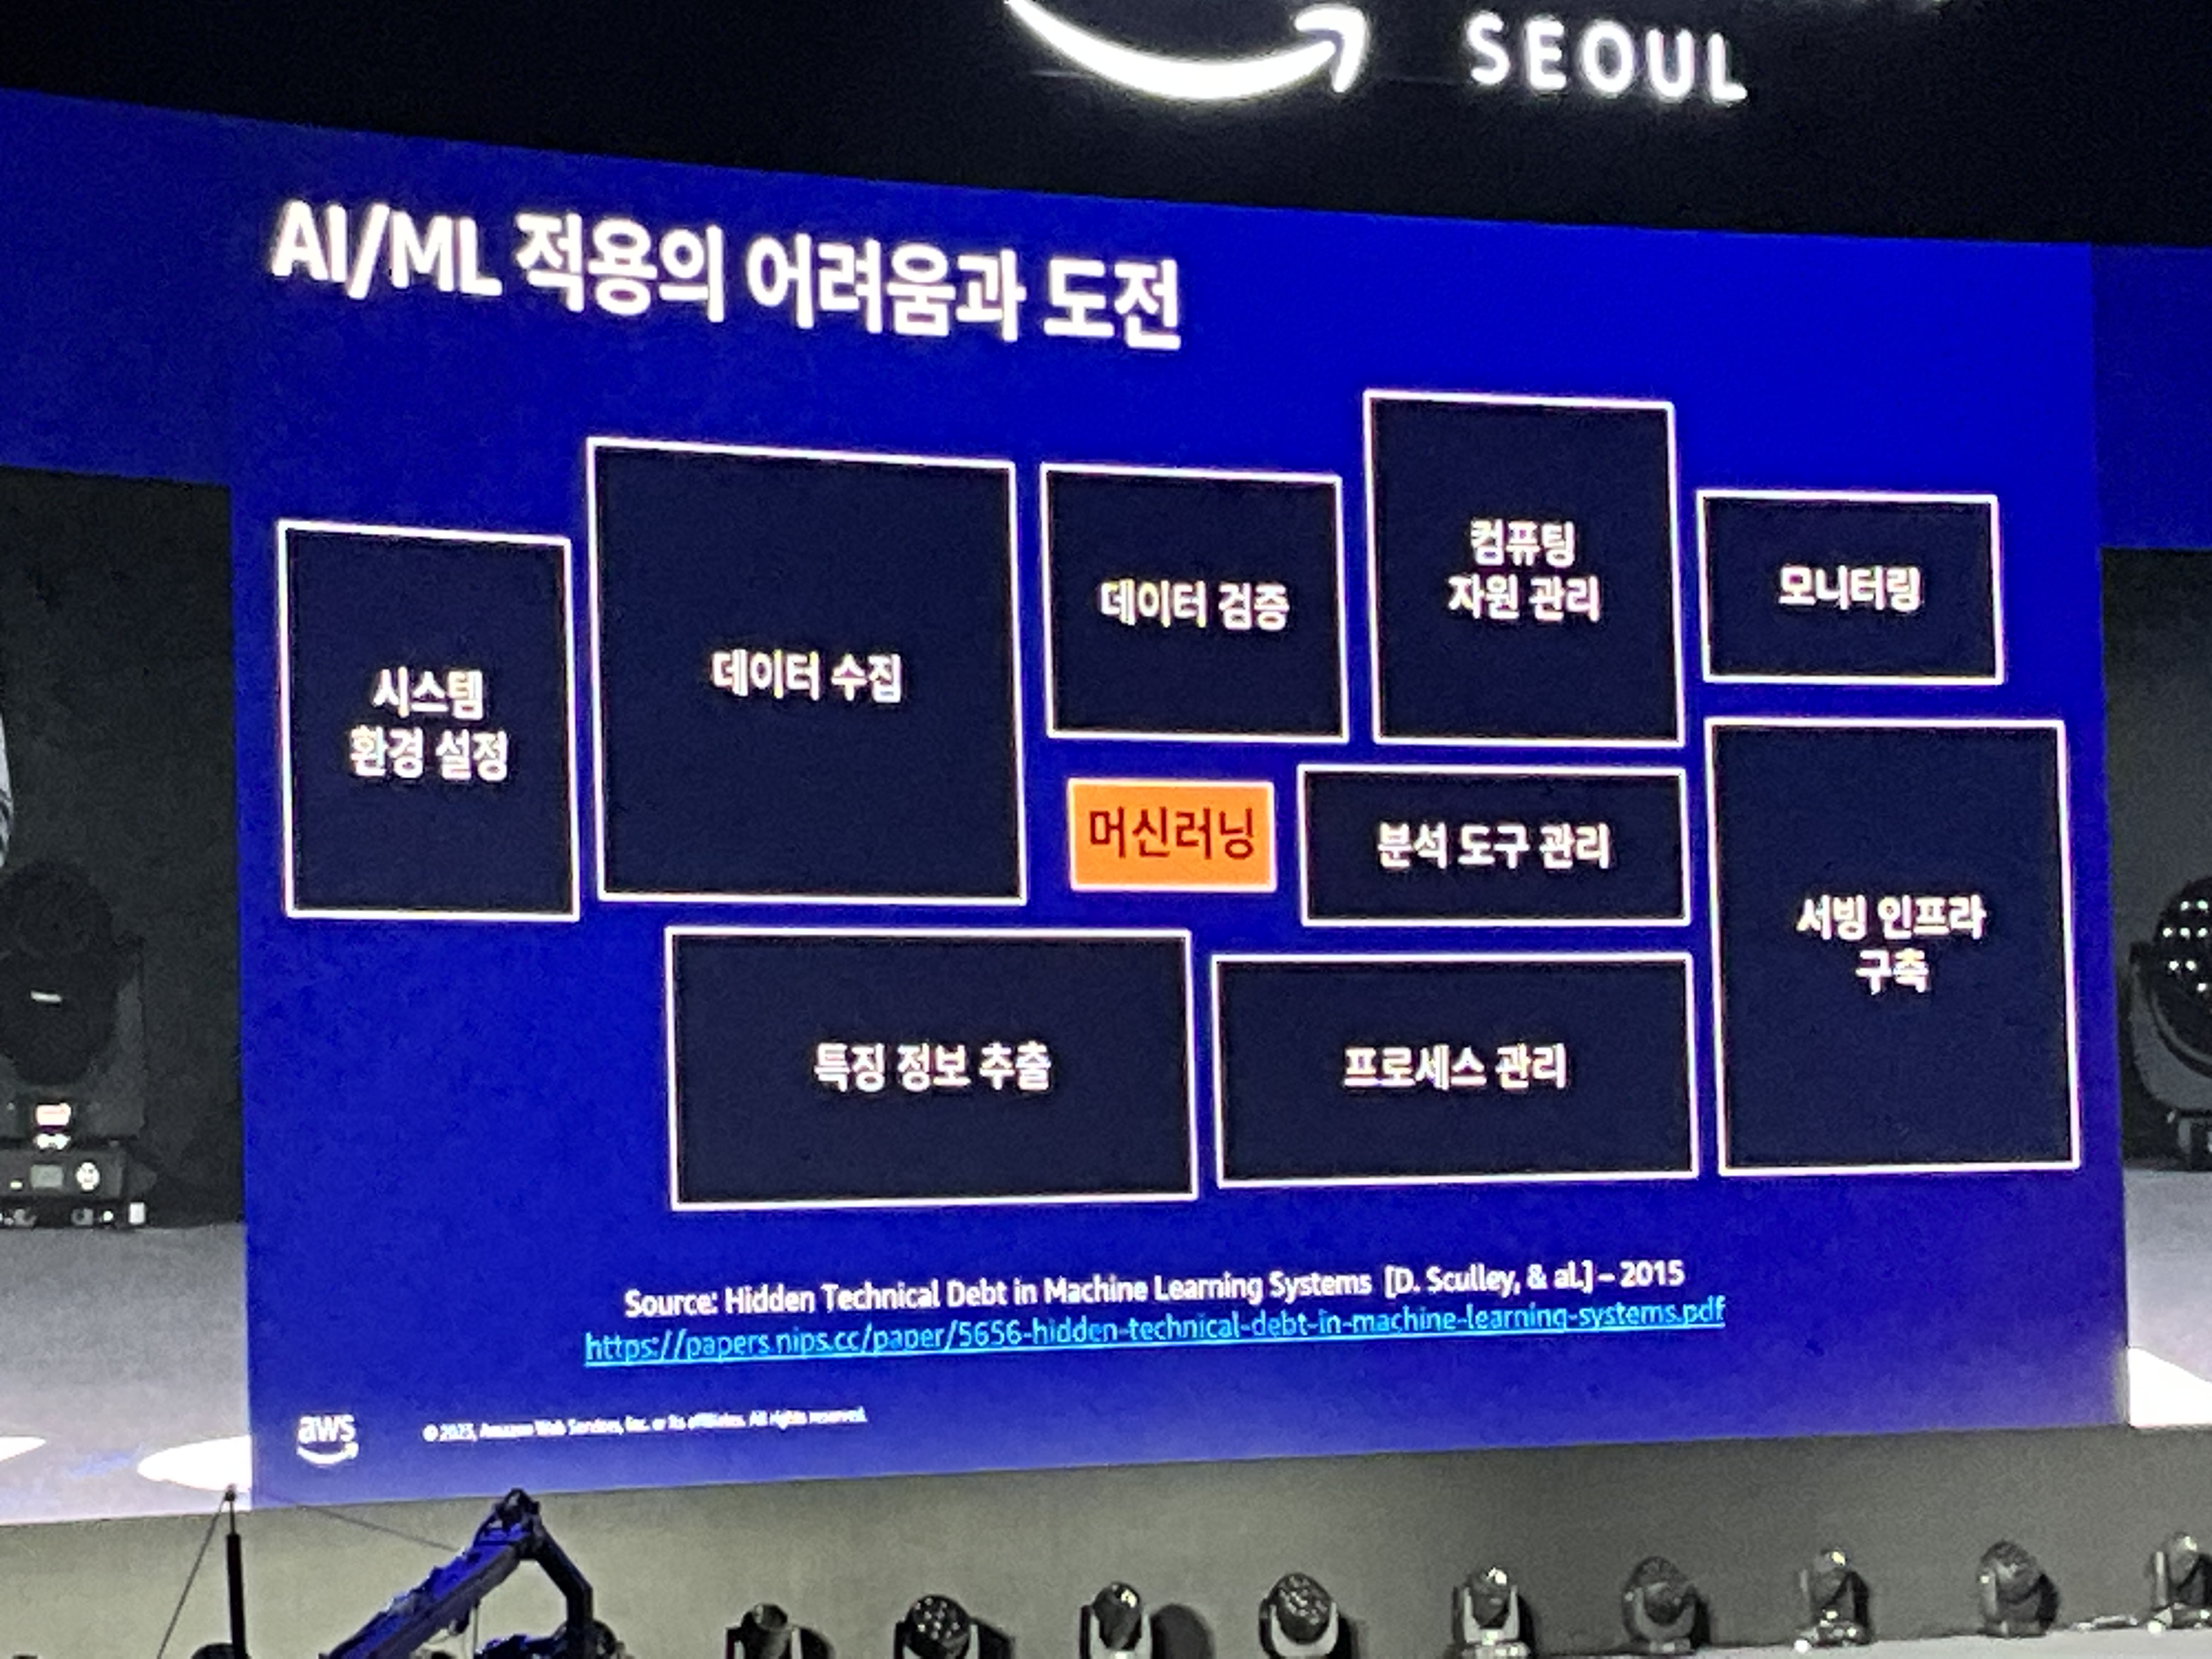 SEOUL
AI/ML 적용의 어려움과 도전
시스템
환경 설정
데이터 수집
데이터 검증
컴퓨팅
자원 관리
모니터링
머신러닝
분석 도구 관리
서빙 인프라
구축
특징 정보 추출
프로세스 관리
Source: Hidden Technical Debt in Machine Learning Systems [D. Sculley, & al.] – 2015
https://papers.nips.cc/paper/5656-hidden-technical-debt-in-machine-learning-systems.pdf
aws
© 2023, Amazon Web Services, Inc. or its affiliates. All rights reserved.